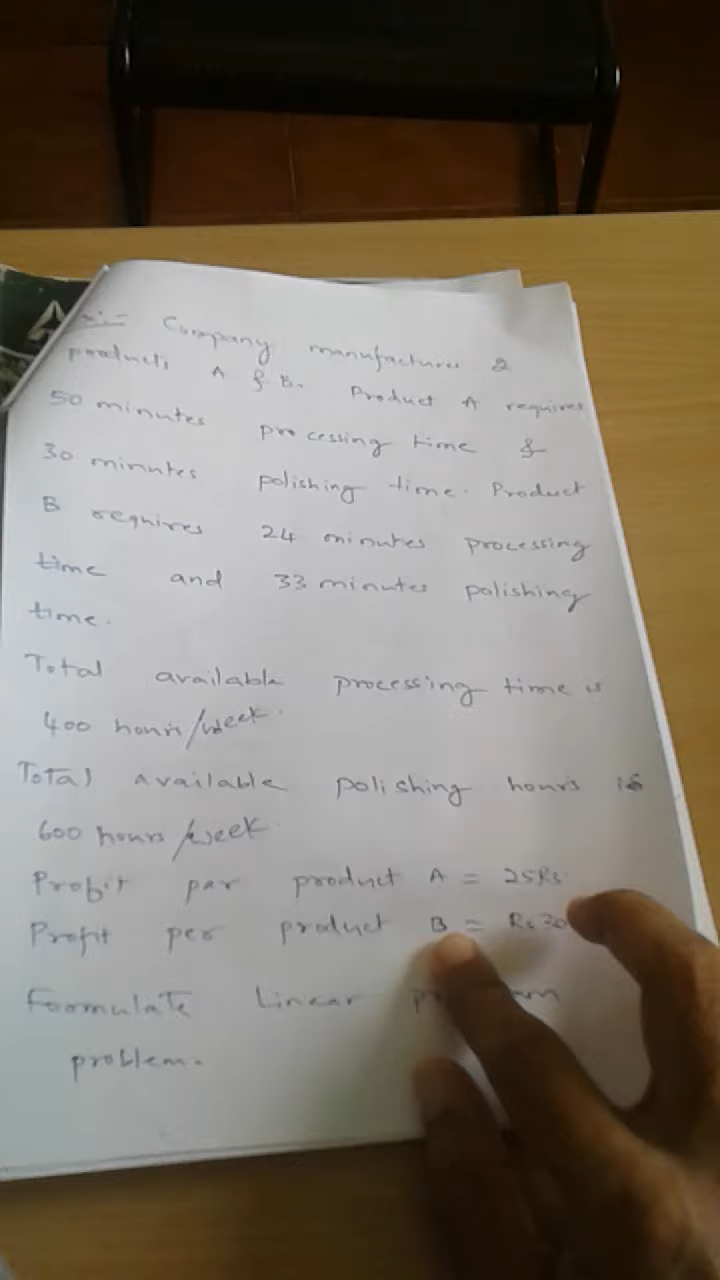 Company manufactures 2
products A & B. Product A requires
50 minutes processing time &
30 minutes polishing time. Product
B requires 24 minutes processing
time and 33 minutes polishing
time.
Total available processing time is
400 hours/week.
Total available polishing hours is
600 hours/week.
Profit per product A = 25Rs.
Profit per product B = Rs 30
Formulate Linear
problem.